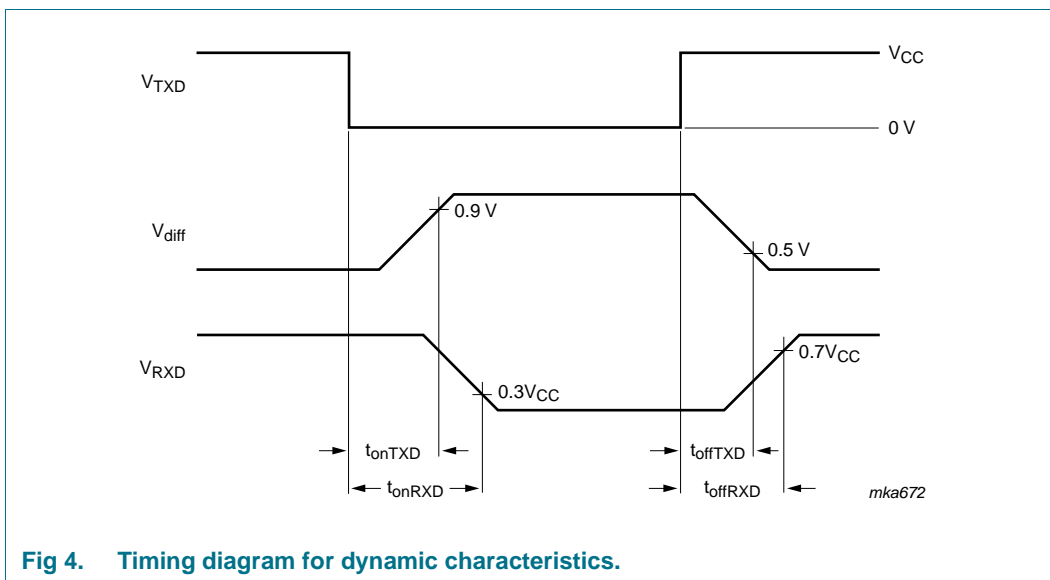 V_TXD
V_CC
0 V
V_diff
0.9 V
0.5 V
V_RXD
0.3V_CC
0.7V_CC
t_onTXD
t_offTXD
t_onRXD
t_offRXD
mka672
Fig 4. Timing diagram for dynamic characteristics.